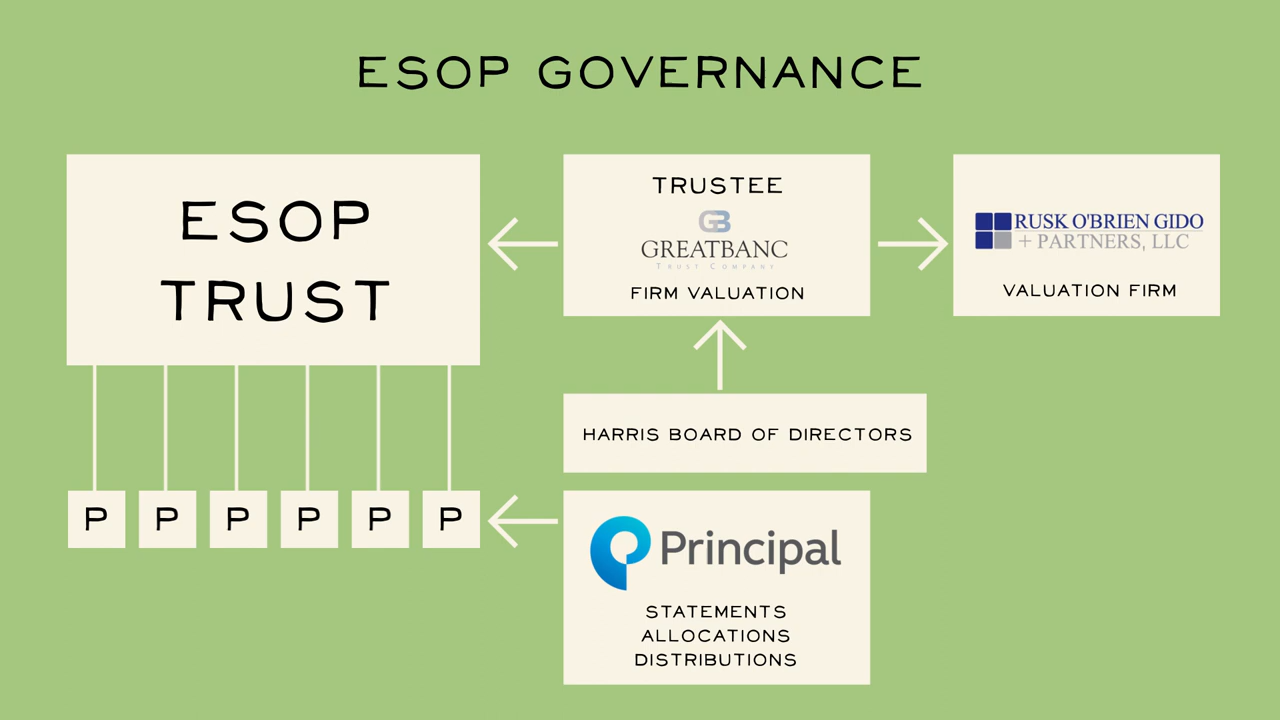 ESOP GOVERNANCE
ESOP
TRUST
TRUSTEE
GB
GREATBANC
TRUST COMPANY
FIRM VALUATION
RUSK O'BRIEN GIDO
+ PARTNERS, LLC
VALUATION FIRM
HARRIS BOARD OF DIRECTORS
P P P P P P
Principal
STATEMENTS
ALLOCATIONS
DISTRIBUTIONS